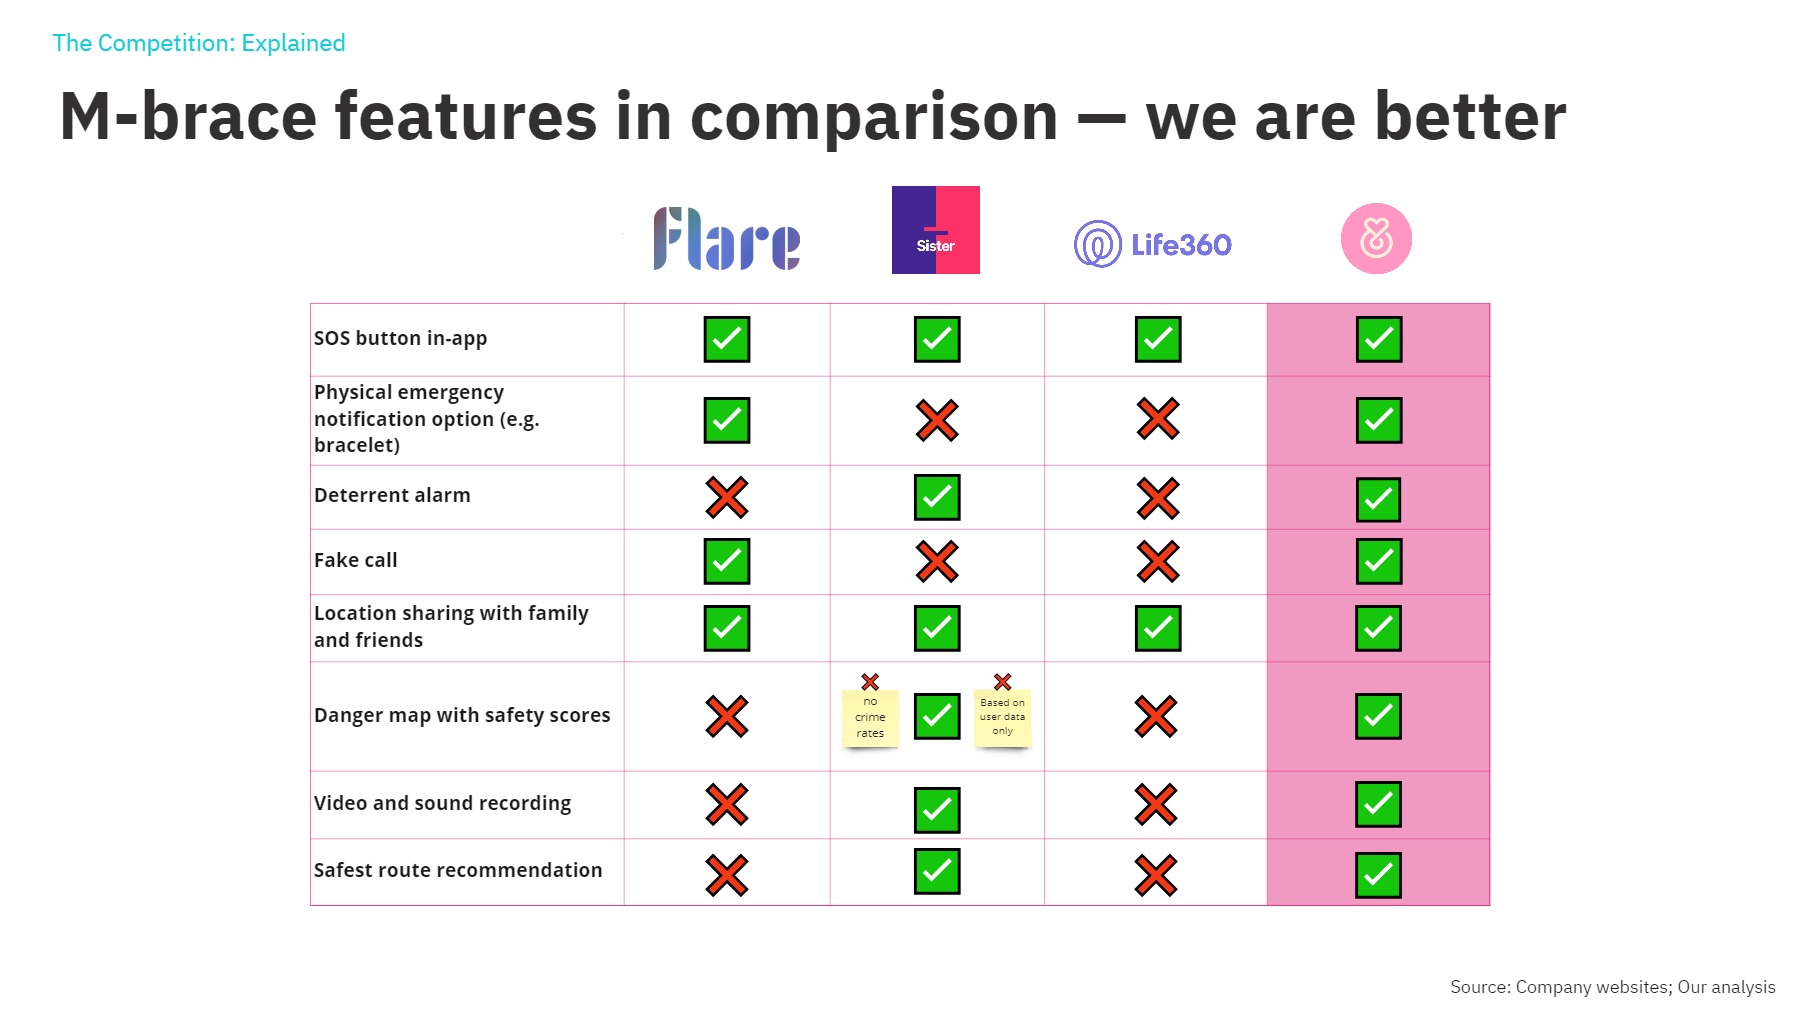 The Competition: Explained
M-brace features in comparison — we are better
flare
Sister
Life360
SOS button in-app
Physical emergency
notification option (e.g.
bracelet)
Deterrent alarm
Fake call
Location sharing with family
and friends
Danger map with safety scores
no
crime
rates
Based on
user data
only
Video and sound recording
Safest route recommendation
Source: Company websites; Our analysis